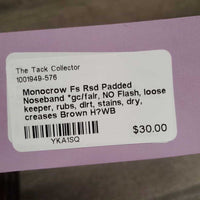 The Tack Collector
1001949-576
Monocrow Fs Rsd Padded
Noseband *gc/fair, NO Flash, loose
keeper, rubs, dirt, stains, dry,
creases Brown H?WB
YKA1SQ
$30.00